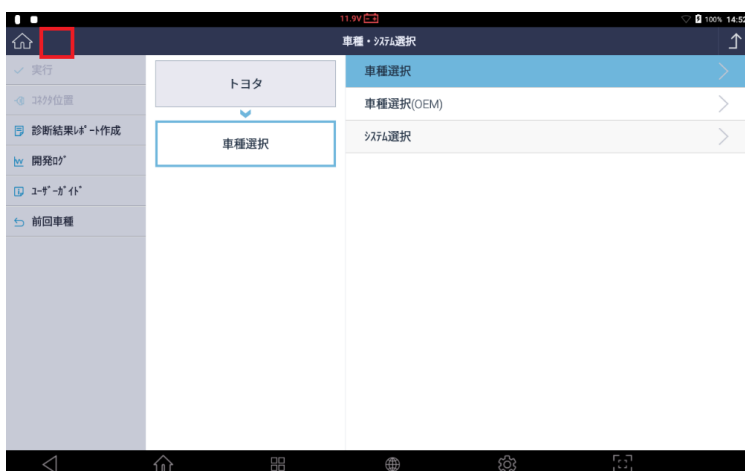 11.9V
100% 14:52
車種・ｼｽﾃﾑ選択
実行
ｺﾈｸﾀ位置
診断結果ﾚﾎﾟｰﾄ作成
開発ﾛｸﾞ
ﾕｰｻﾞｰｶﾞｲﾄﾞ
前回車種
トヨタ
車種選択
車種選択
車種選択(OEM)
ｼｽﾃﾑ選択